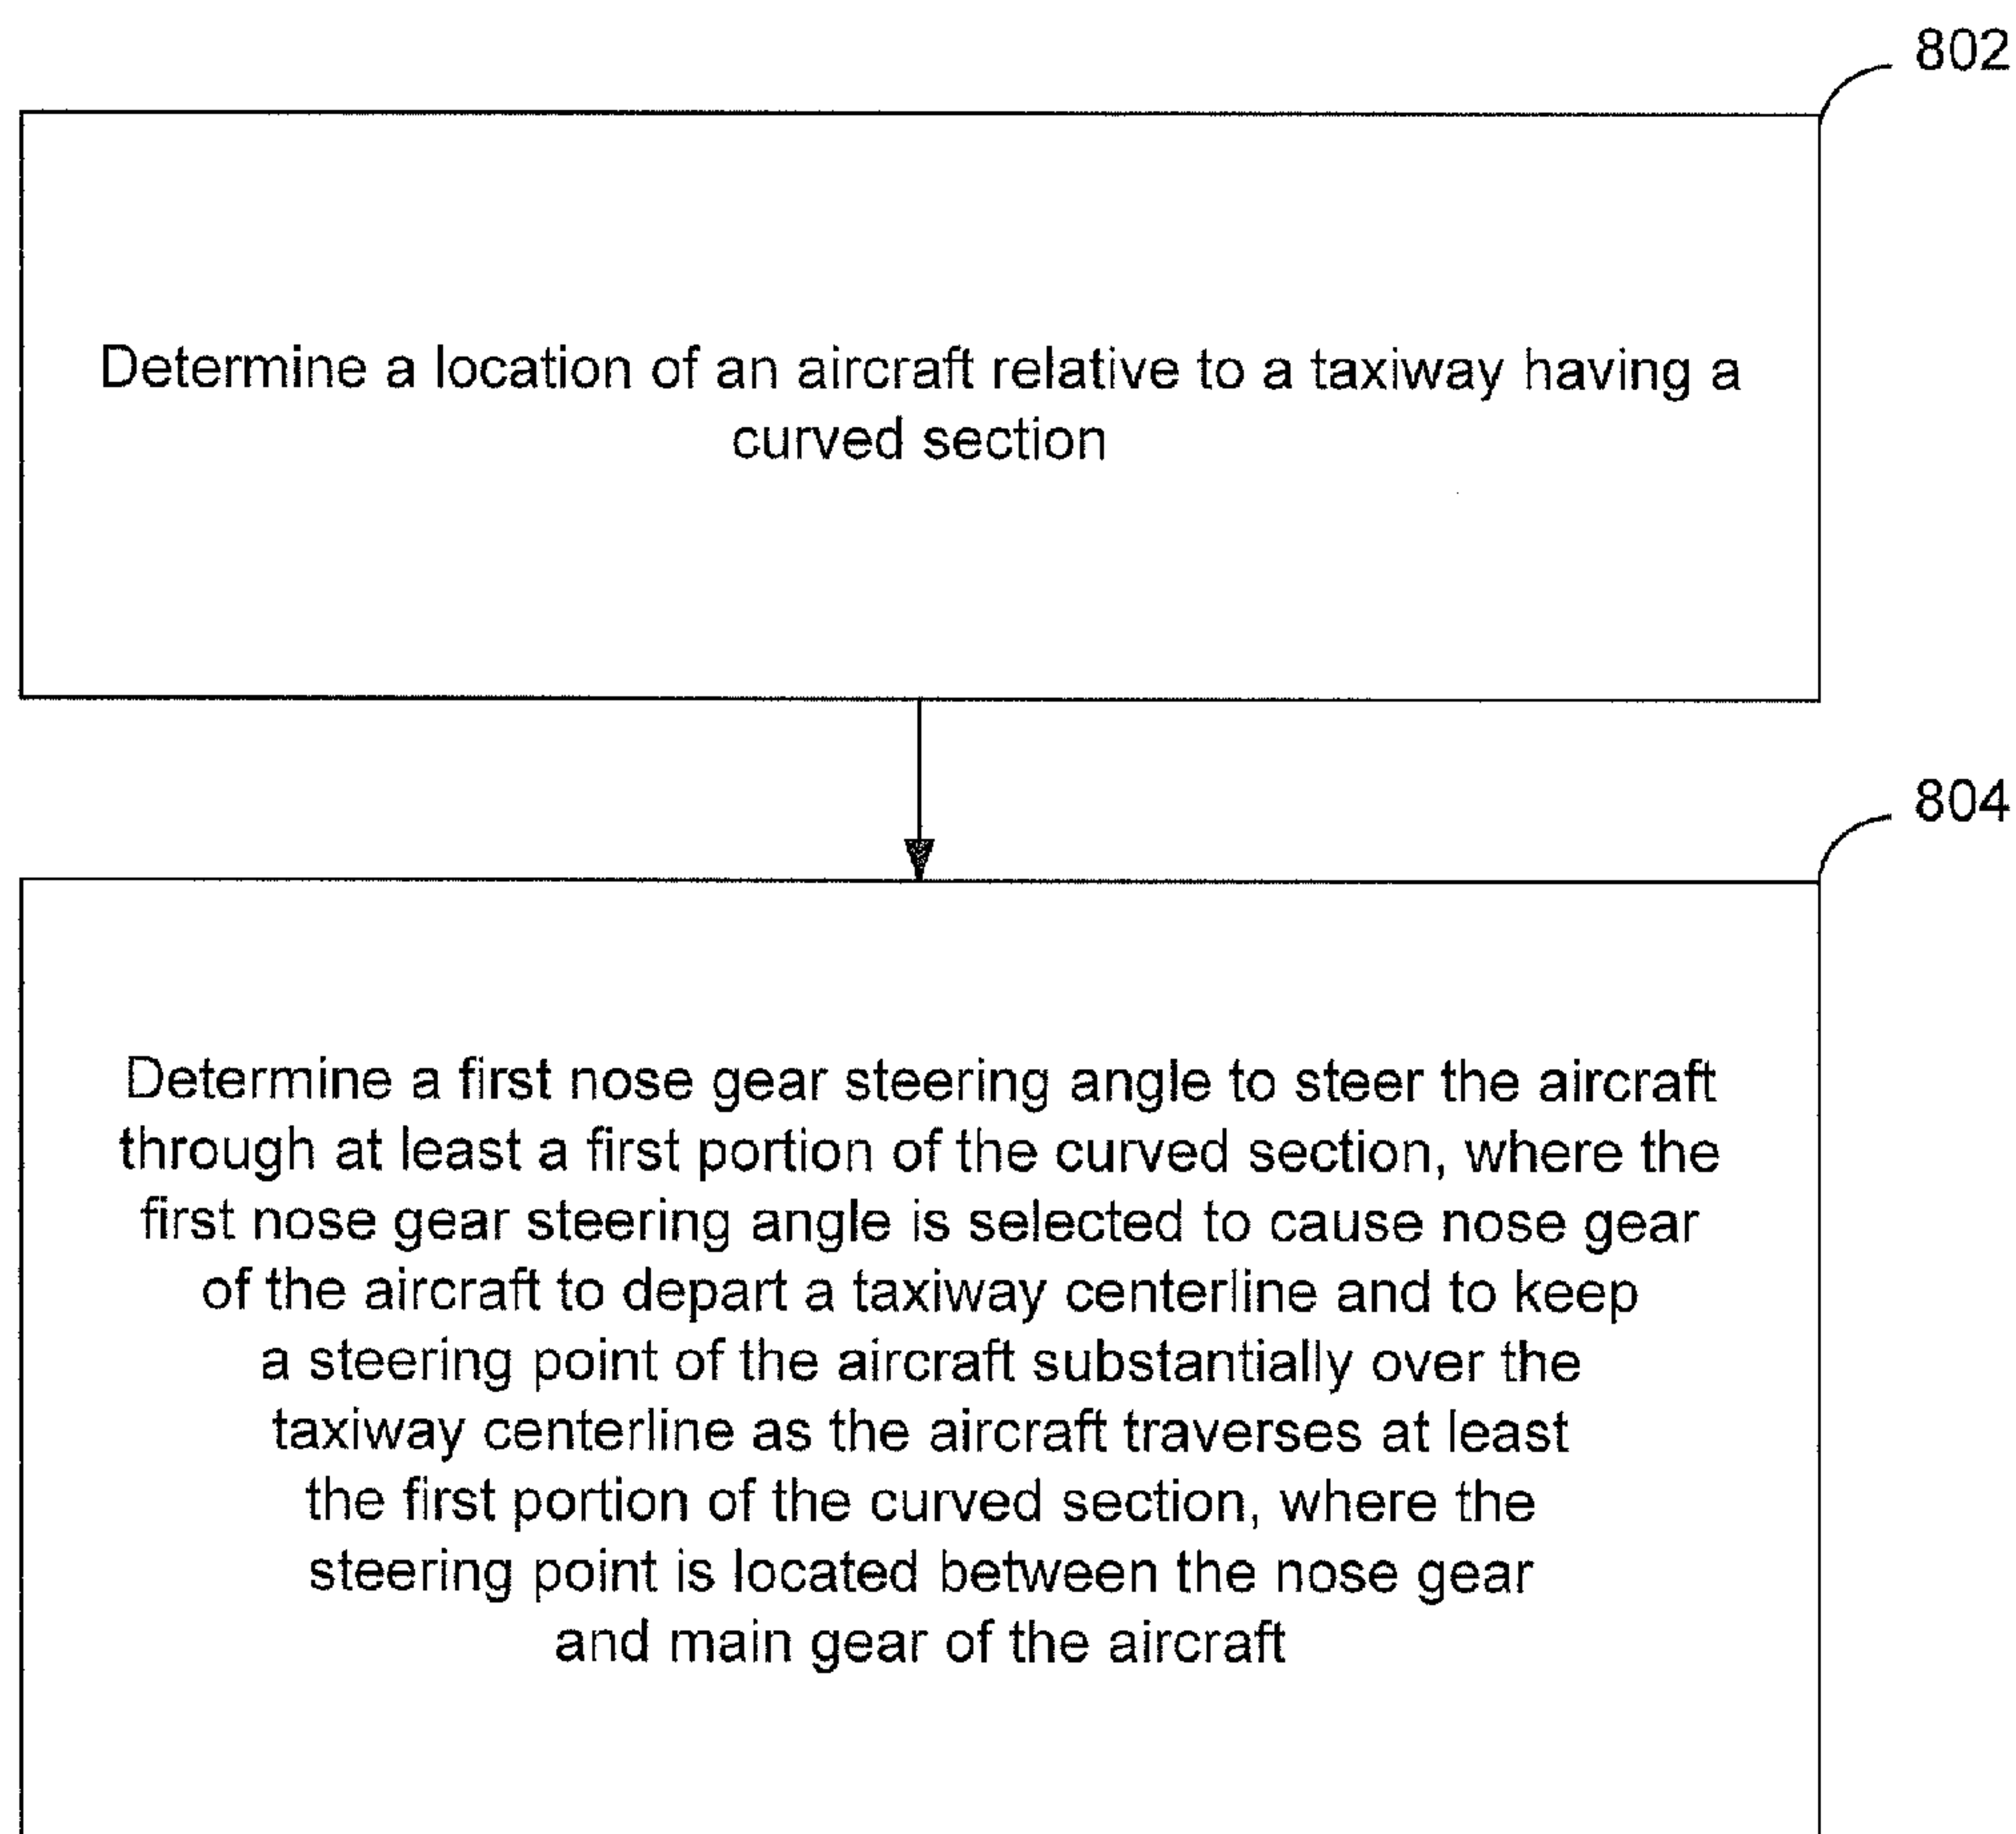 802
Determine a location of an aircraft relative to a taxiway having a
curved section
804
Determine a first nose gear steering angle to steer the aircraft
through at least a first portion of the curved section, where the
first nose gear steering angle is selected to cause nose gear
of the aircraft to depart a taxiway centerline and to keep
a steering point of the aircraft substantially over the
taxiway centerline as the aircraft traverses at least
the first portion of the curved section, where the
steering point is located between the nose gear
and main gear of the aircraft